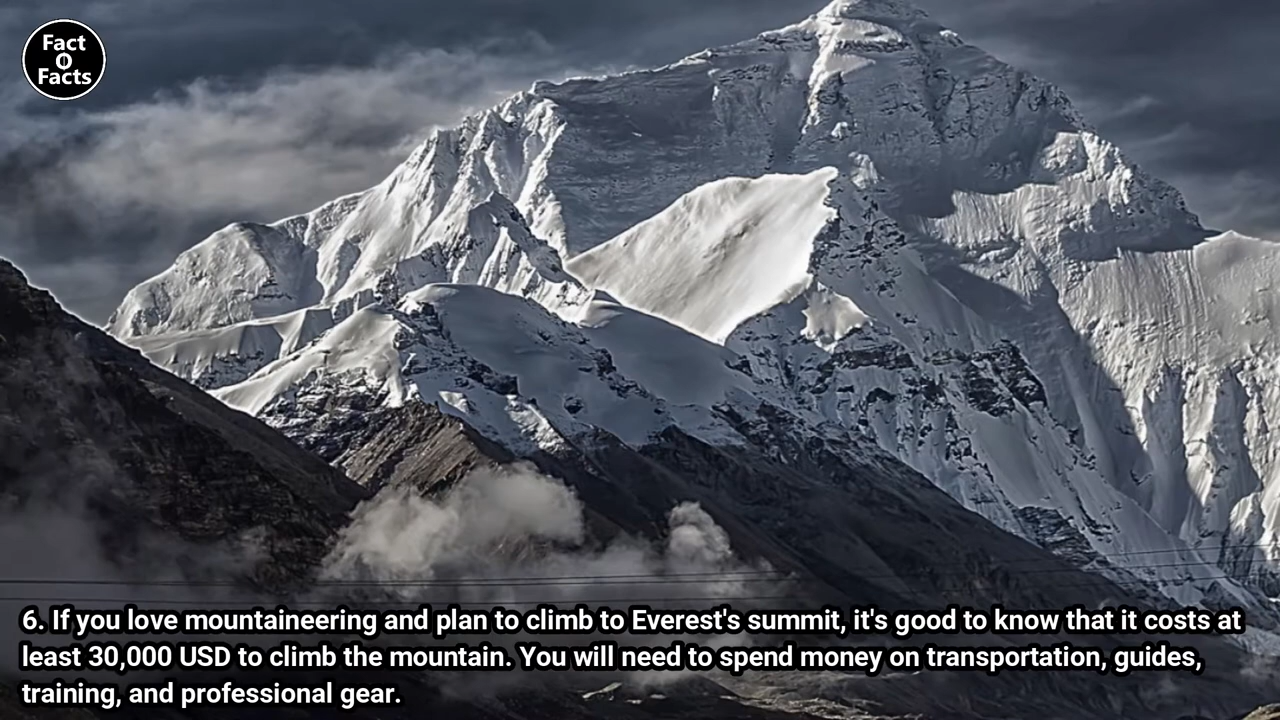 Fact
O
Facts
6. If you love mountaineering and plan to climb to Everest's summit, it's good to know that it costs at
least 30,000 USD to climb the mountain. You will need to spend money on transportation, guides,
training, and professional gear.